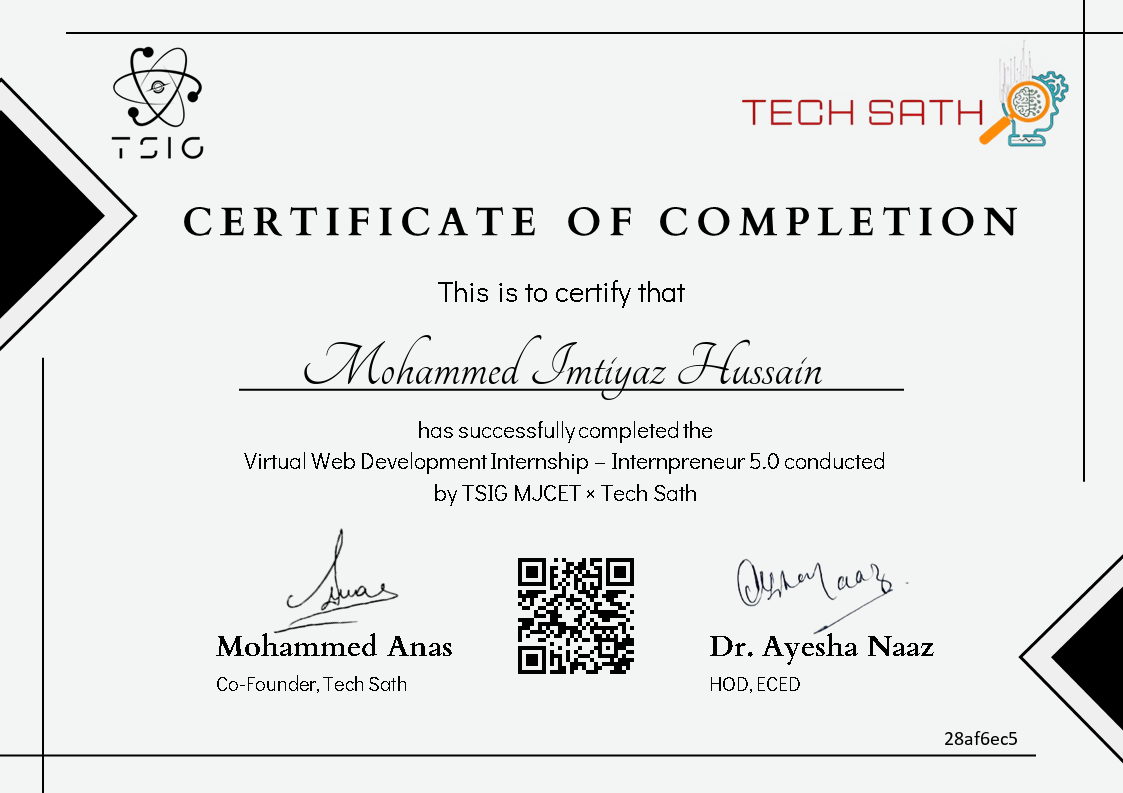 TSIG
TECH SATH
CERTIFICATE OF COMPLETION
This is to certify that
Mohammed Imtiyaz Hussain
has successfully completed the
Virtual Web Development Internship – Internpreneur 5.0 conducted
by TSIG MJCET × Tech Sath
Anas
Ayesha Naaz
Mohammed Anas
Dr. Ayesha Naaz
Co-Founder, Tech Sath
HOD, ECED
28af6ec5